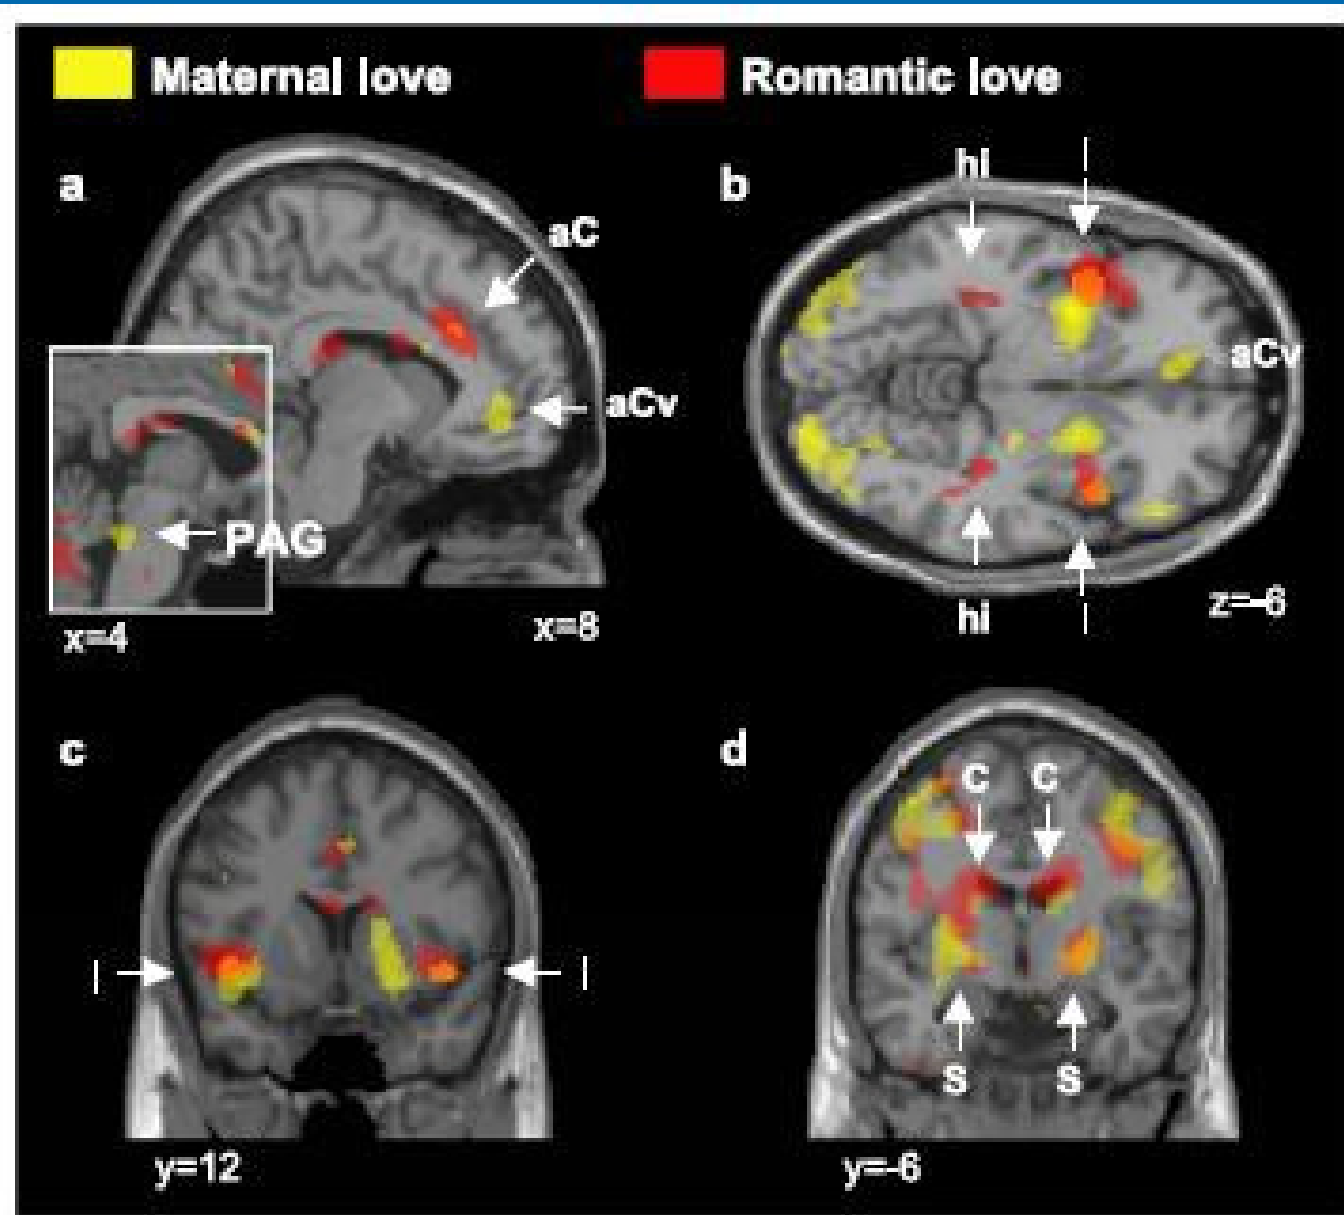 Maternal love
Romantic love
a
aC
aCv
PAG
x=4
x=8
b
hi
I
aCv
hi
I
z=-6
c
I
I
y=12
d
C
C
S
S
y=-6